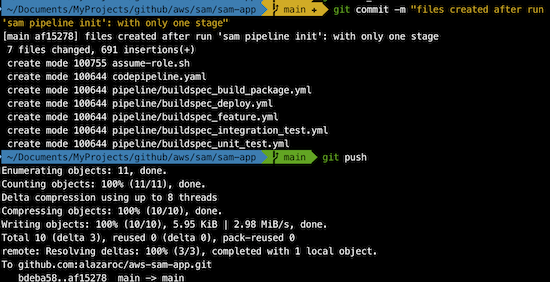 ~/Documents/MyProjects/github/aws/sam/sam-app main + git commit -m "files created after run
'sam pipeline init': with only one stage"
[main af15278] files created after run 'sam pipeline init': with only one stage
7 files changed, 691 insertions(+)
create mode 100755 assume-role.sh
create mode 100644 codepipeline.yaml
create mode 100644 pipeline/buildspec_build_package.yml
create mode 100644 pipeline/buildspec_deploy.yml
create mode 100644 pipeline/buildspec_feature.yml
create mode 100644 pipeline/buildspec_integration_test.yml
create mode 100644 pipeline/buildspec_unit_test.yml
~/Documents/MyProjects/github/aws/sam/sam-app main git push
Enumerating objects: 11, done.
Counting objects: 100% (11/11), done.
Delta compression using up to 8 threads
Compressing objects: 100% (10/10), done.
Writing objects: 100% (10/10), 5.95 KiB | 2.98 MiB/s, done.
Total 10 (delta 3), reused 0 (delta 0), pack-reused 0
remote: Resolving deltas: 100% (3/3), completed with 1 local object.
To github.com:alazaroc/aws-sam-app.git
bdeba58..af15278 main -> main